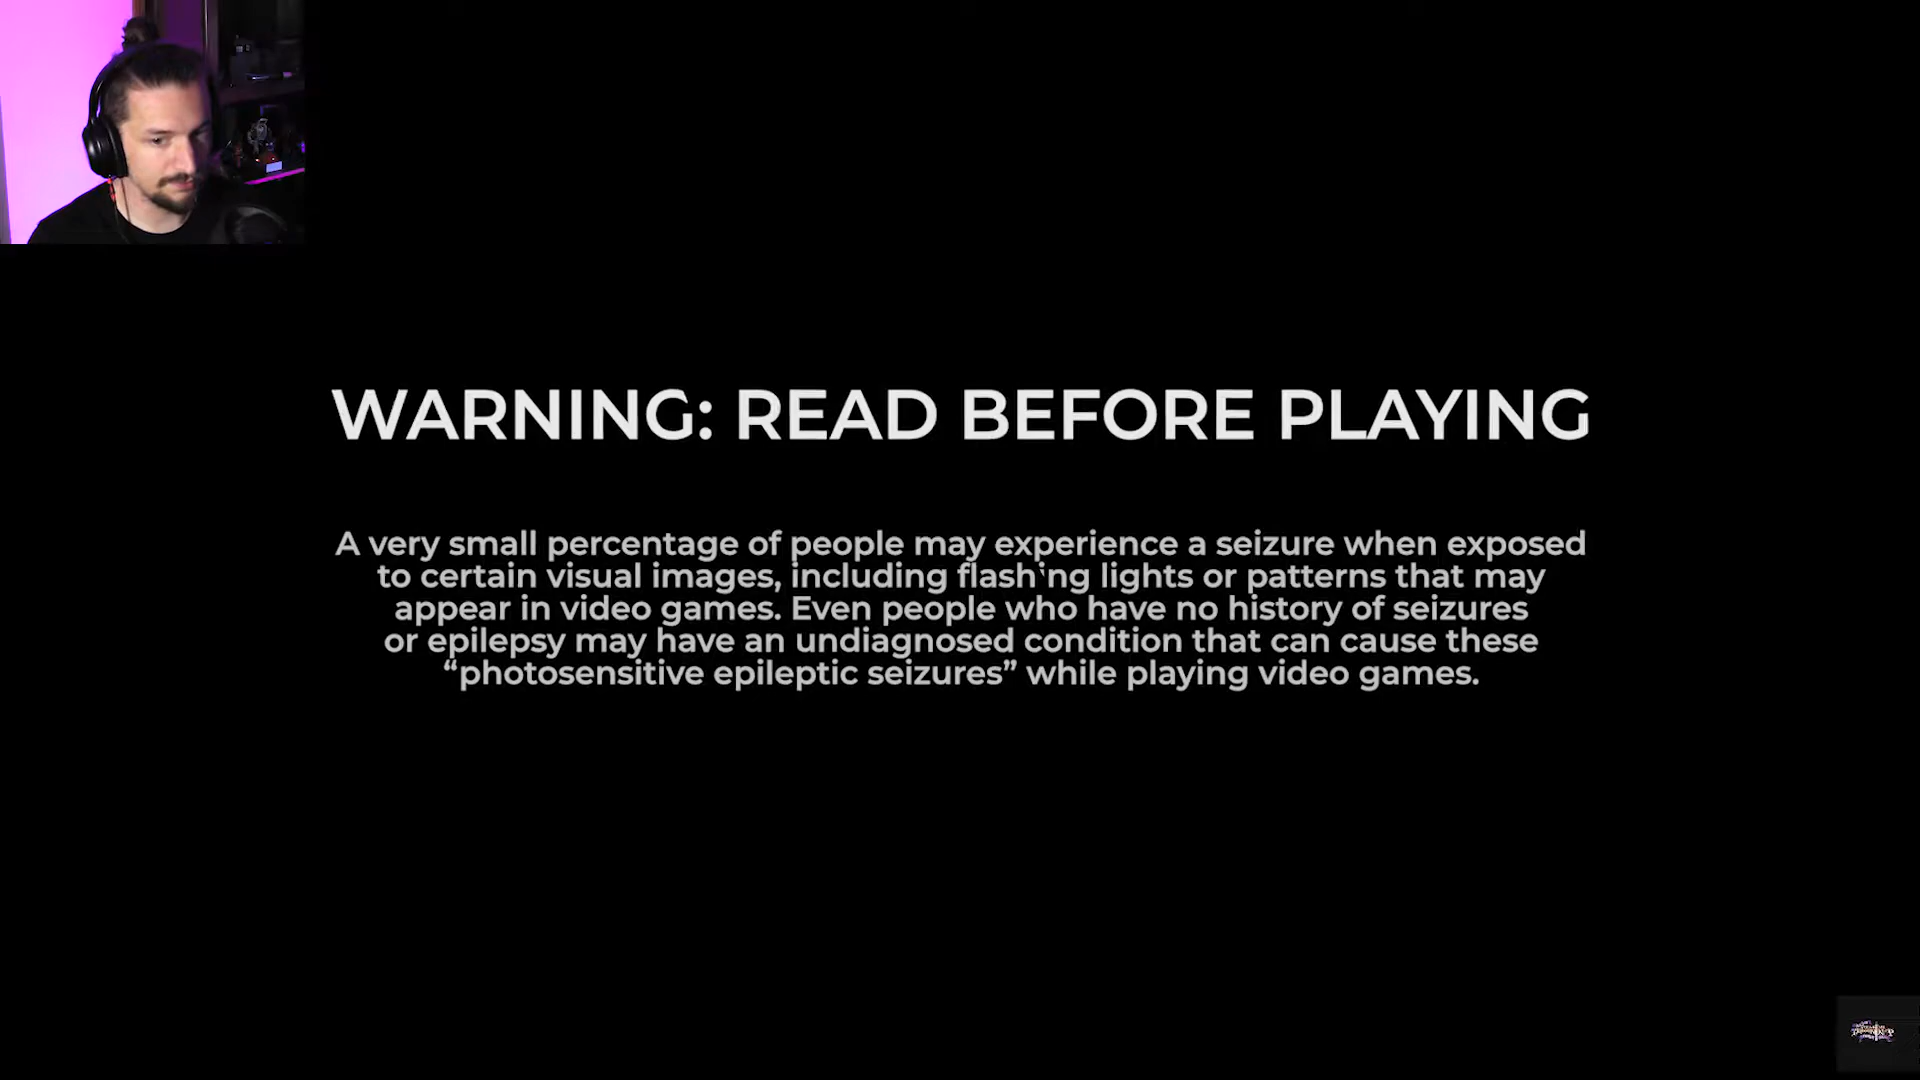 WARNING: READ BEFORE PLAYING
A very small percentage of people may experience a seizure when exposed
to certain visual images, including flashing lights or patterns that may
appear in video games. Even people who have no history of seizures
or epilepsy may have an undiagnosed condition that can cause these
“photosensitive epileptic seizures” while playing video games.